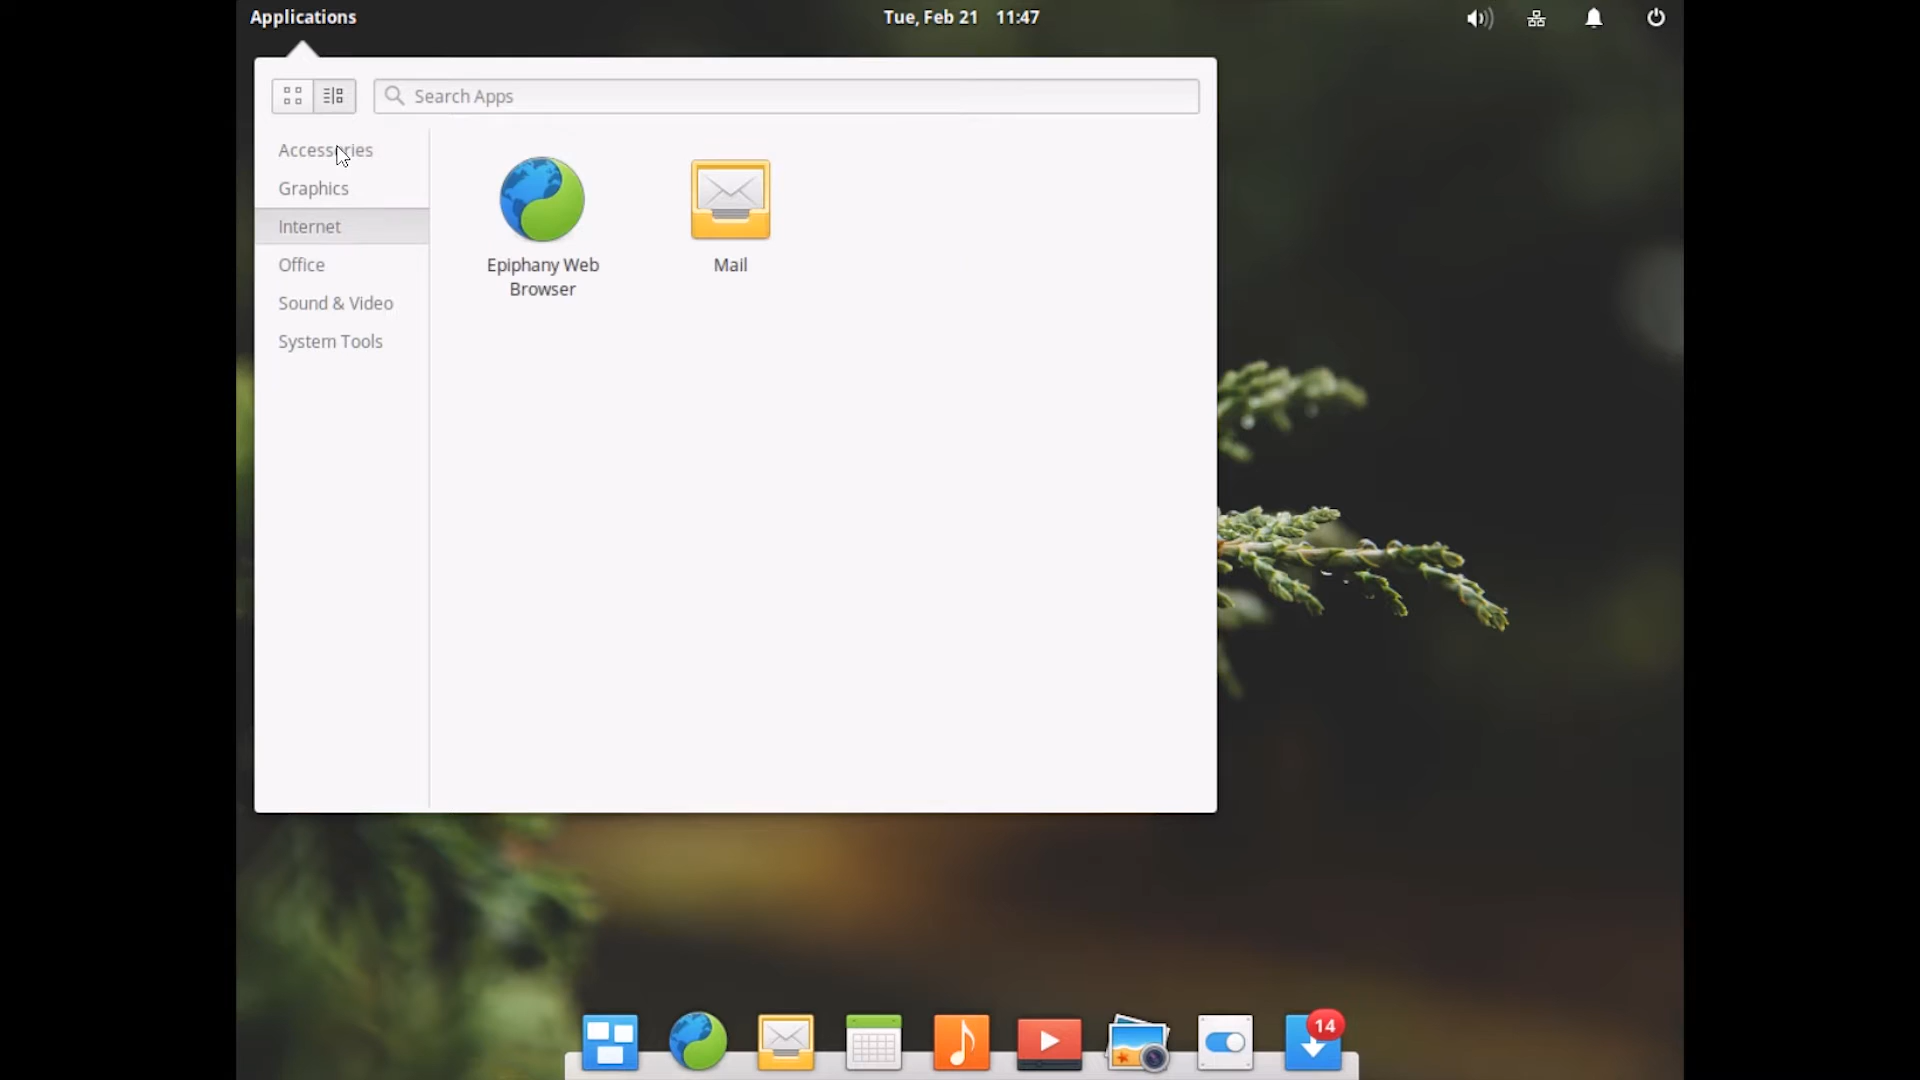 Applications
Tue, Feb 21 11:47
Search Apps
Accessories
Graphics
Internet
Office
Sound & Video
System Tools
Epiphany Web
Browser
Mail
14